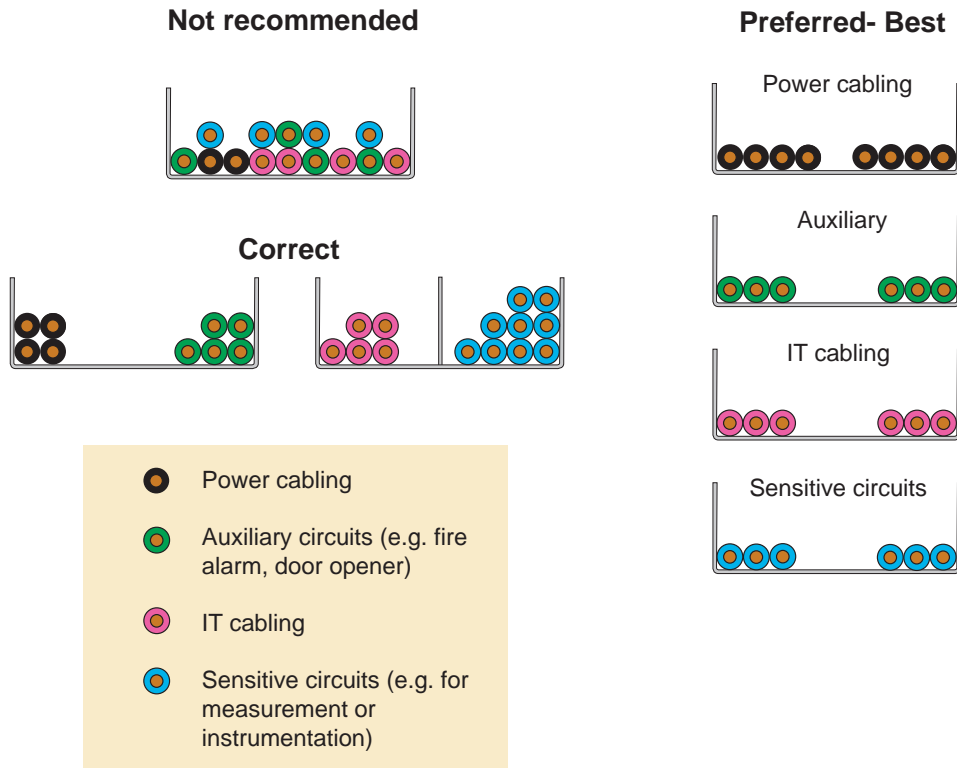 Not recommended
Correct
Preferred- Best
Power cabling
Auxiliary
IT cabling
Sensitive circuits
Power cabling
Auxiliary circuits (e.g. fire
alarm, door opener)
IT cabling
Sensitive circuits (e.g. for
measurement or
instrumentation)